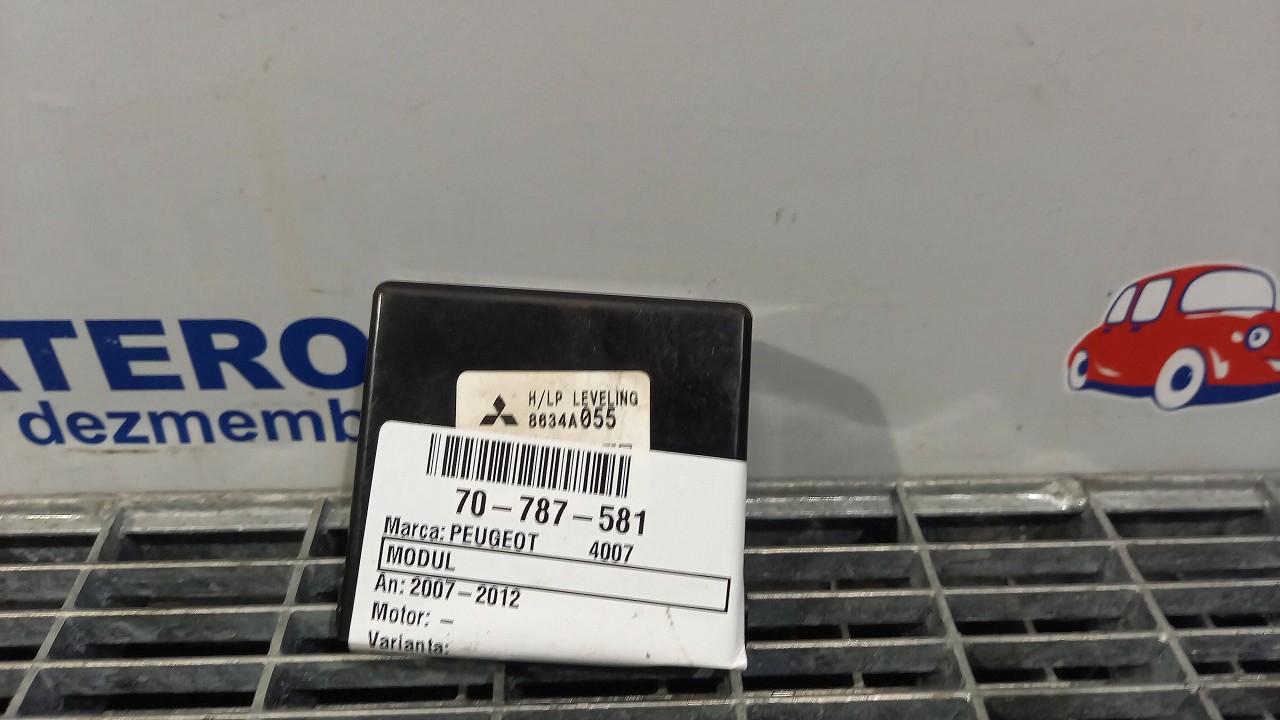 ATERO
dezmemb
H/LP LEVELING
8634A055
70-787-581
Marca: PEUGEOT 4007
MODUL
An: 2007-2012
Motor: -
Varianta: